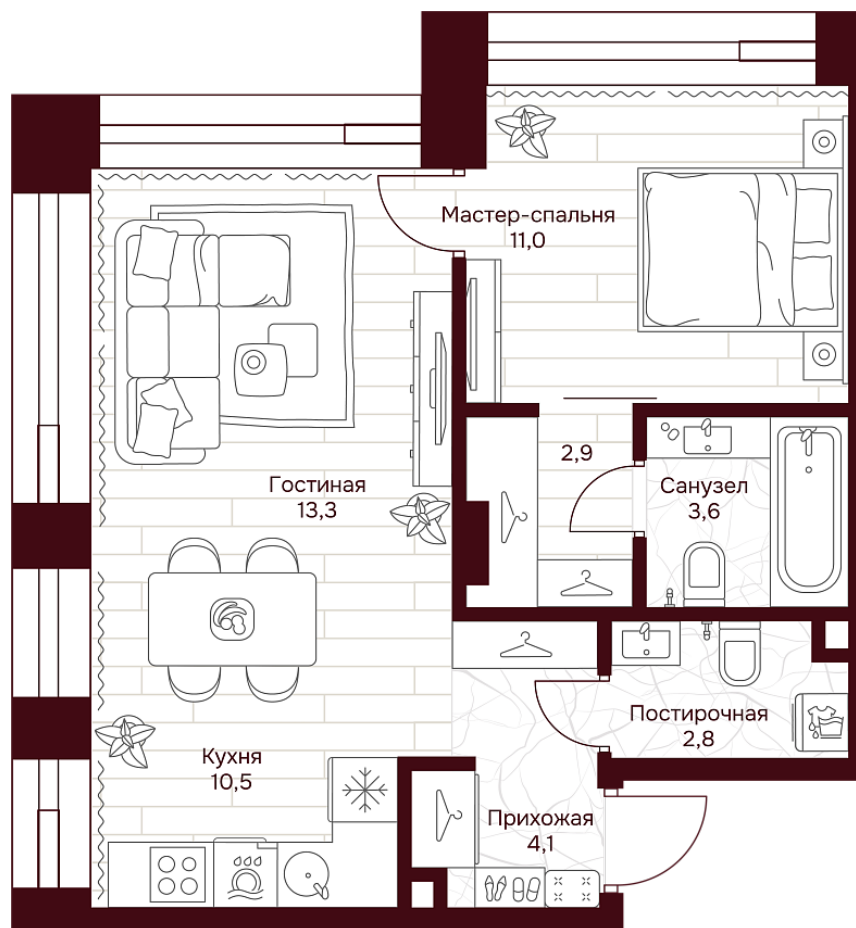 Мастер-спальня
11,0
2,9
Гостиная
13,3
Санузел
3,6
Постирочная
2,8
Кухня
10,5
Прихожая
4,1